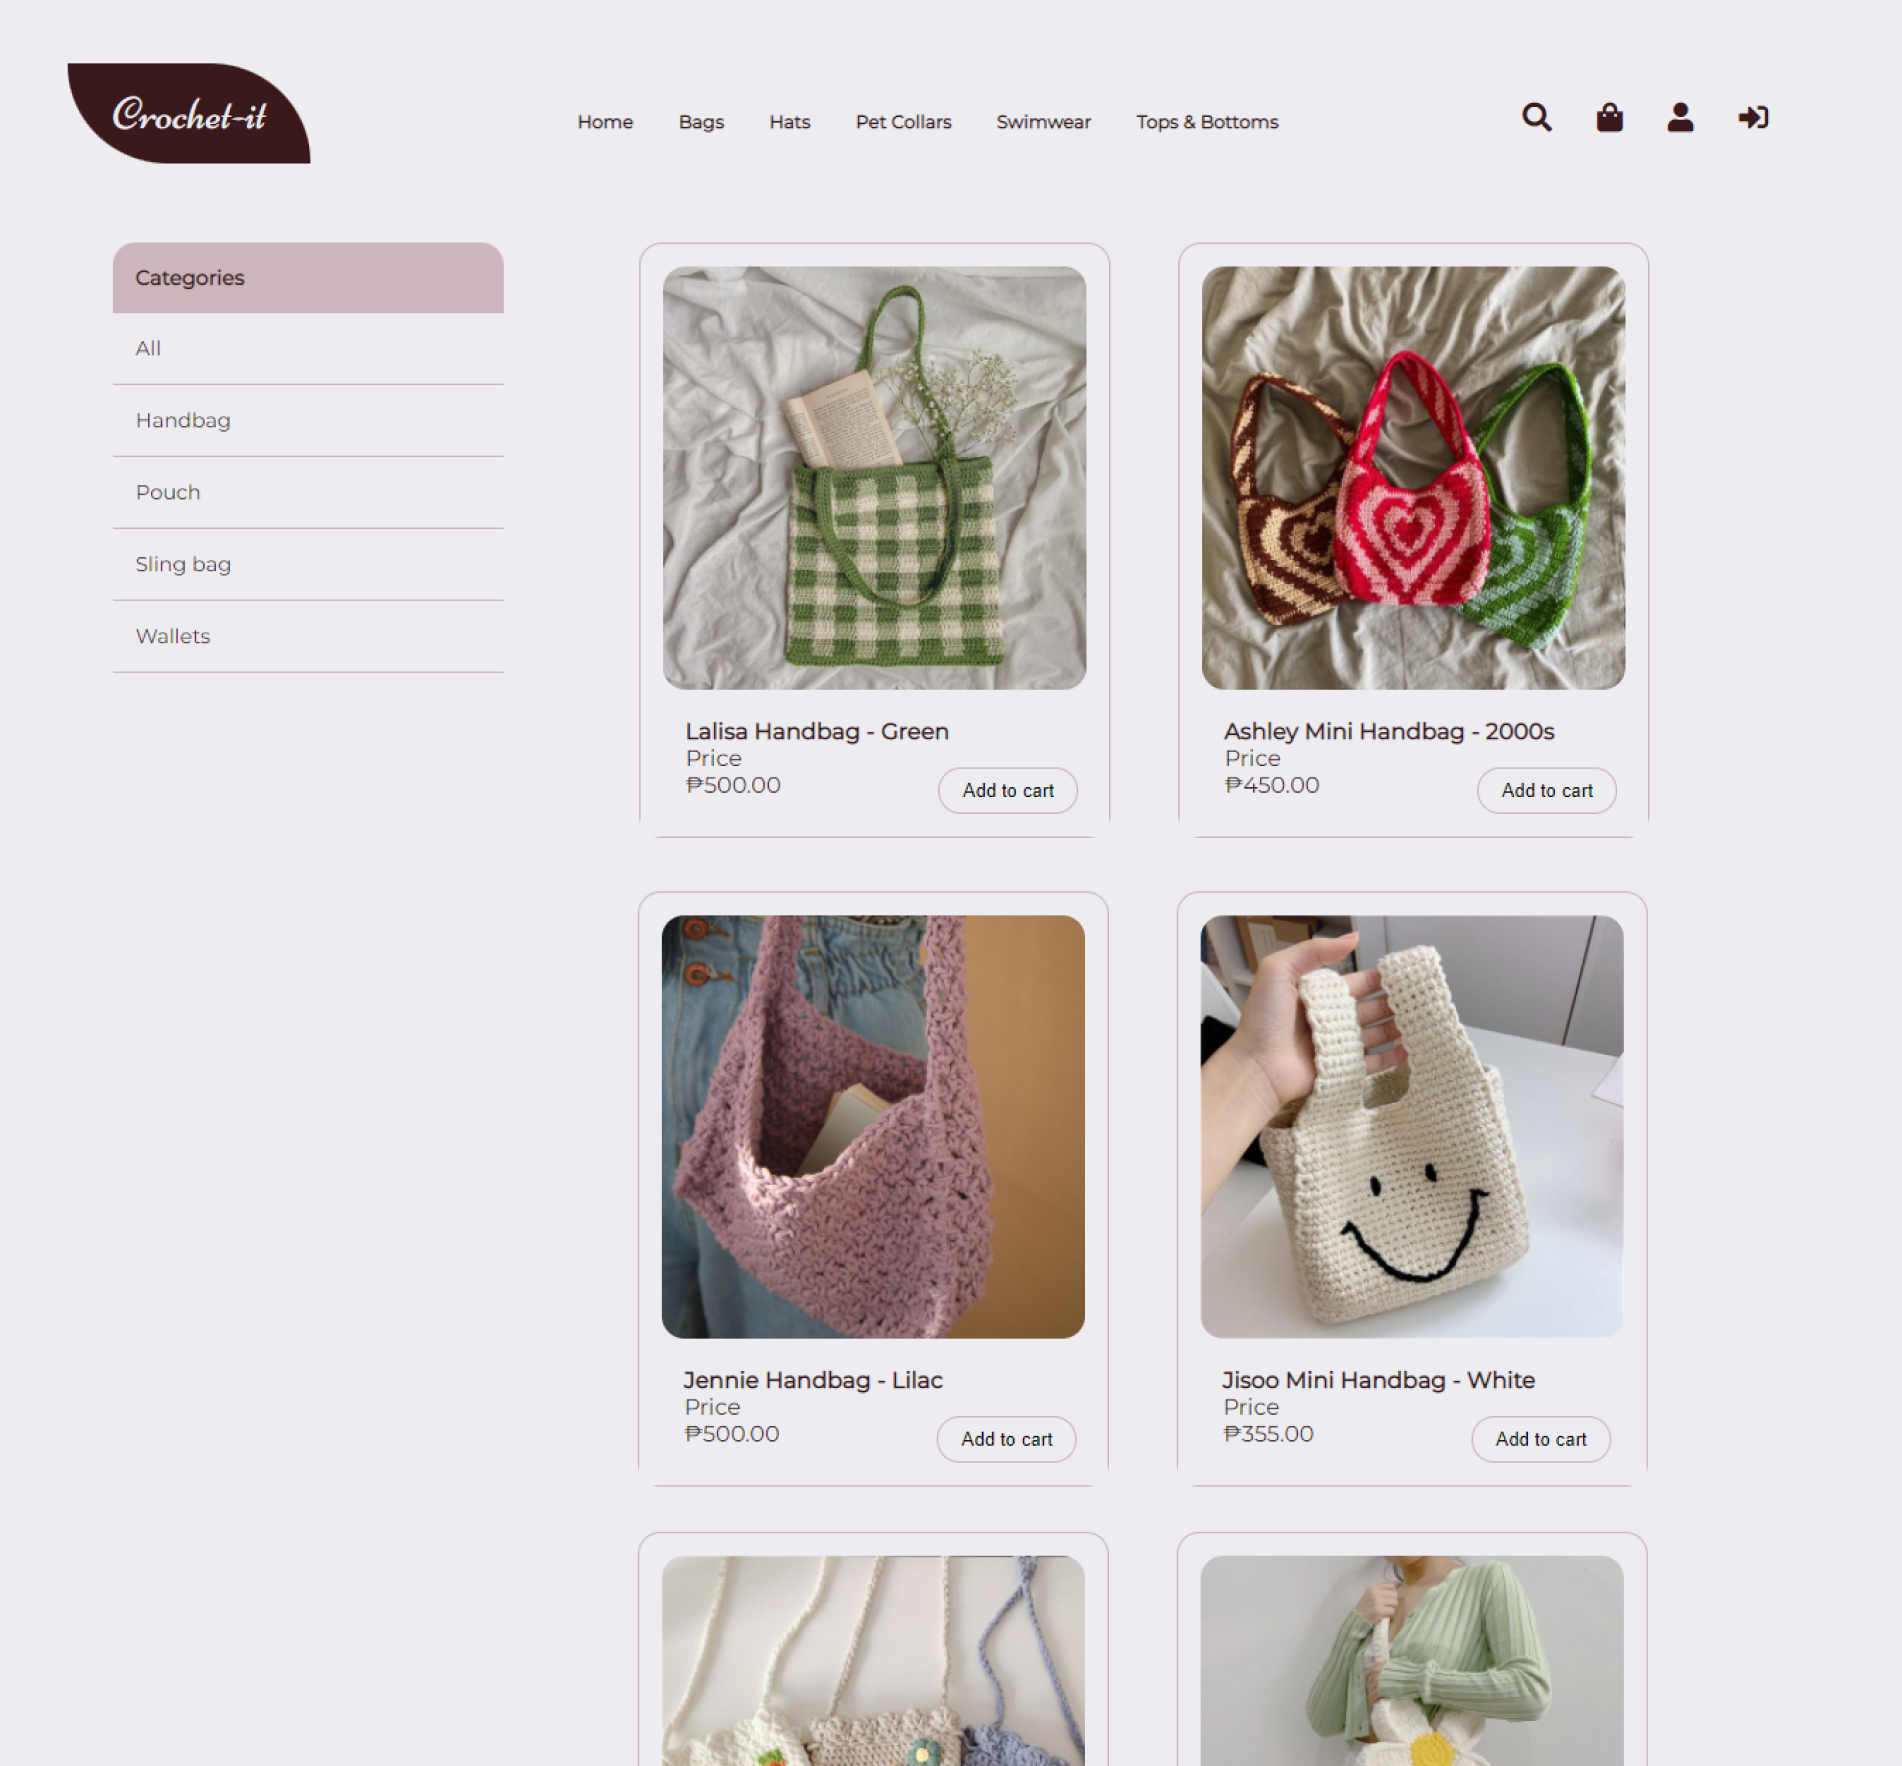 Crochet-it
Home Bags Hats Pet Collars Swimwear Tops & Bottoms
Categories
All
Handbag
Pouch
Sling bag
Wallets
Lalisa Handbag - Green
Price
₱500.00
Add to cart
Ashley Mini Handbag - 2000s
Price
₱450.00
Add to cart
Jennie Handbag - Lilac
Price
₱500.00
Add to cart
Jisoo Mini Handbag - White
Price
₱355.00
Add to cart